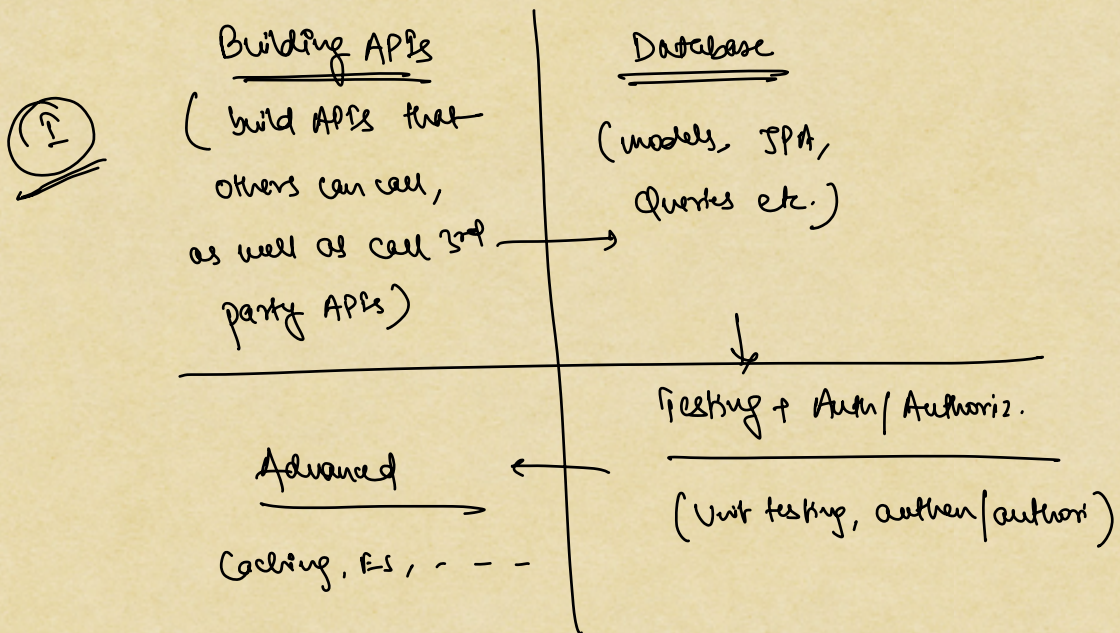 I
Building APIs
( build APIs that
others can call,
as well as call 3rd
party APIs)
Database
(models, JPA,
Queries etc.)
Testing + Auth/Authoriz.
(Unit testing, authen/authori)
Advanced
Caching, ES, - - - -